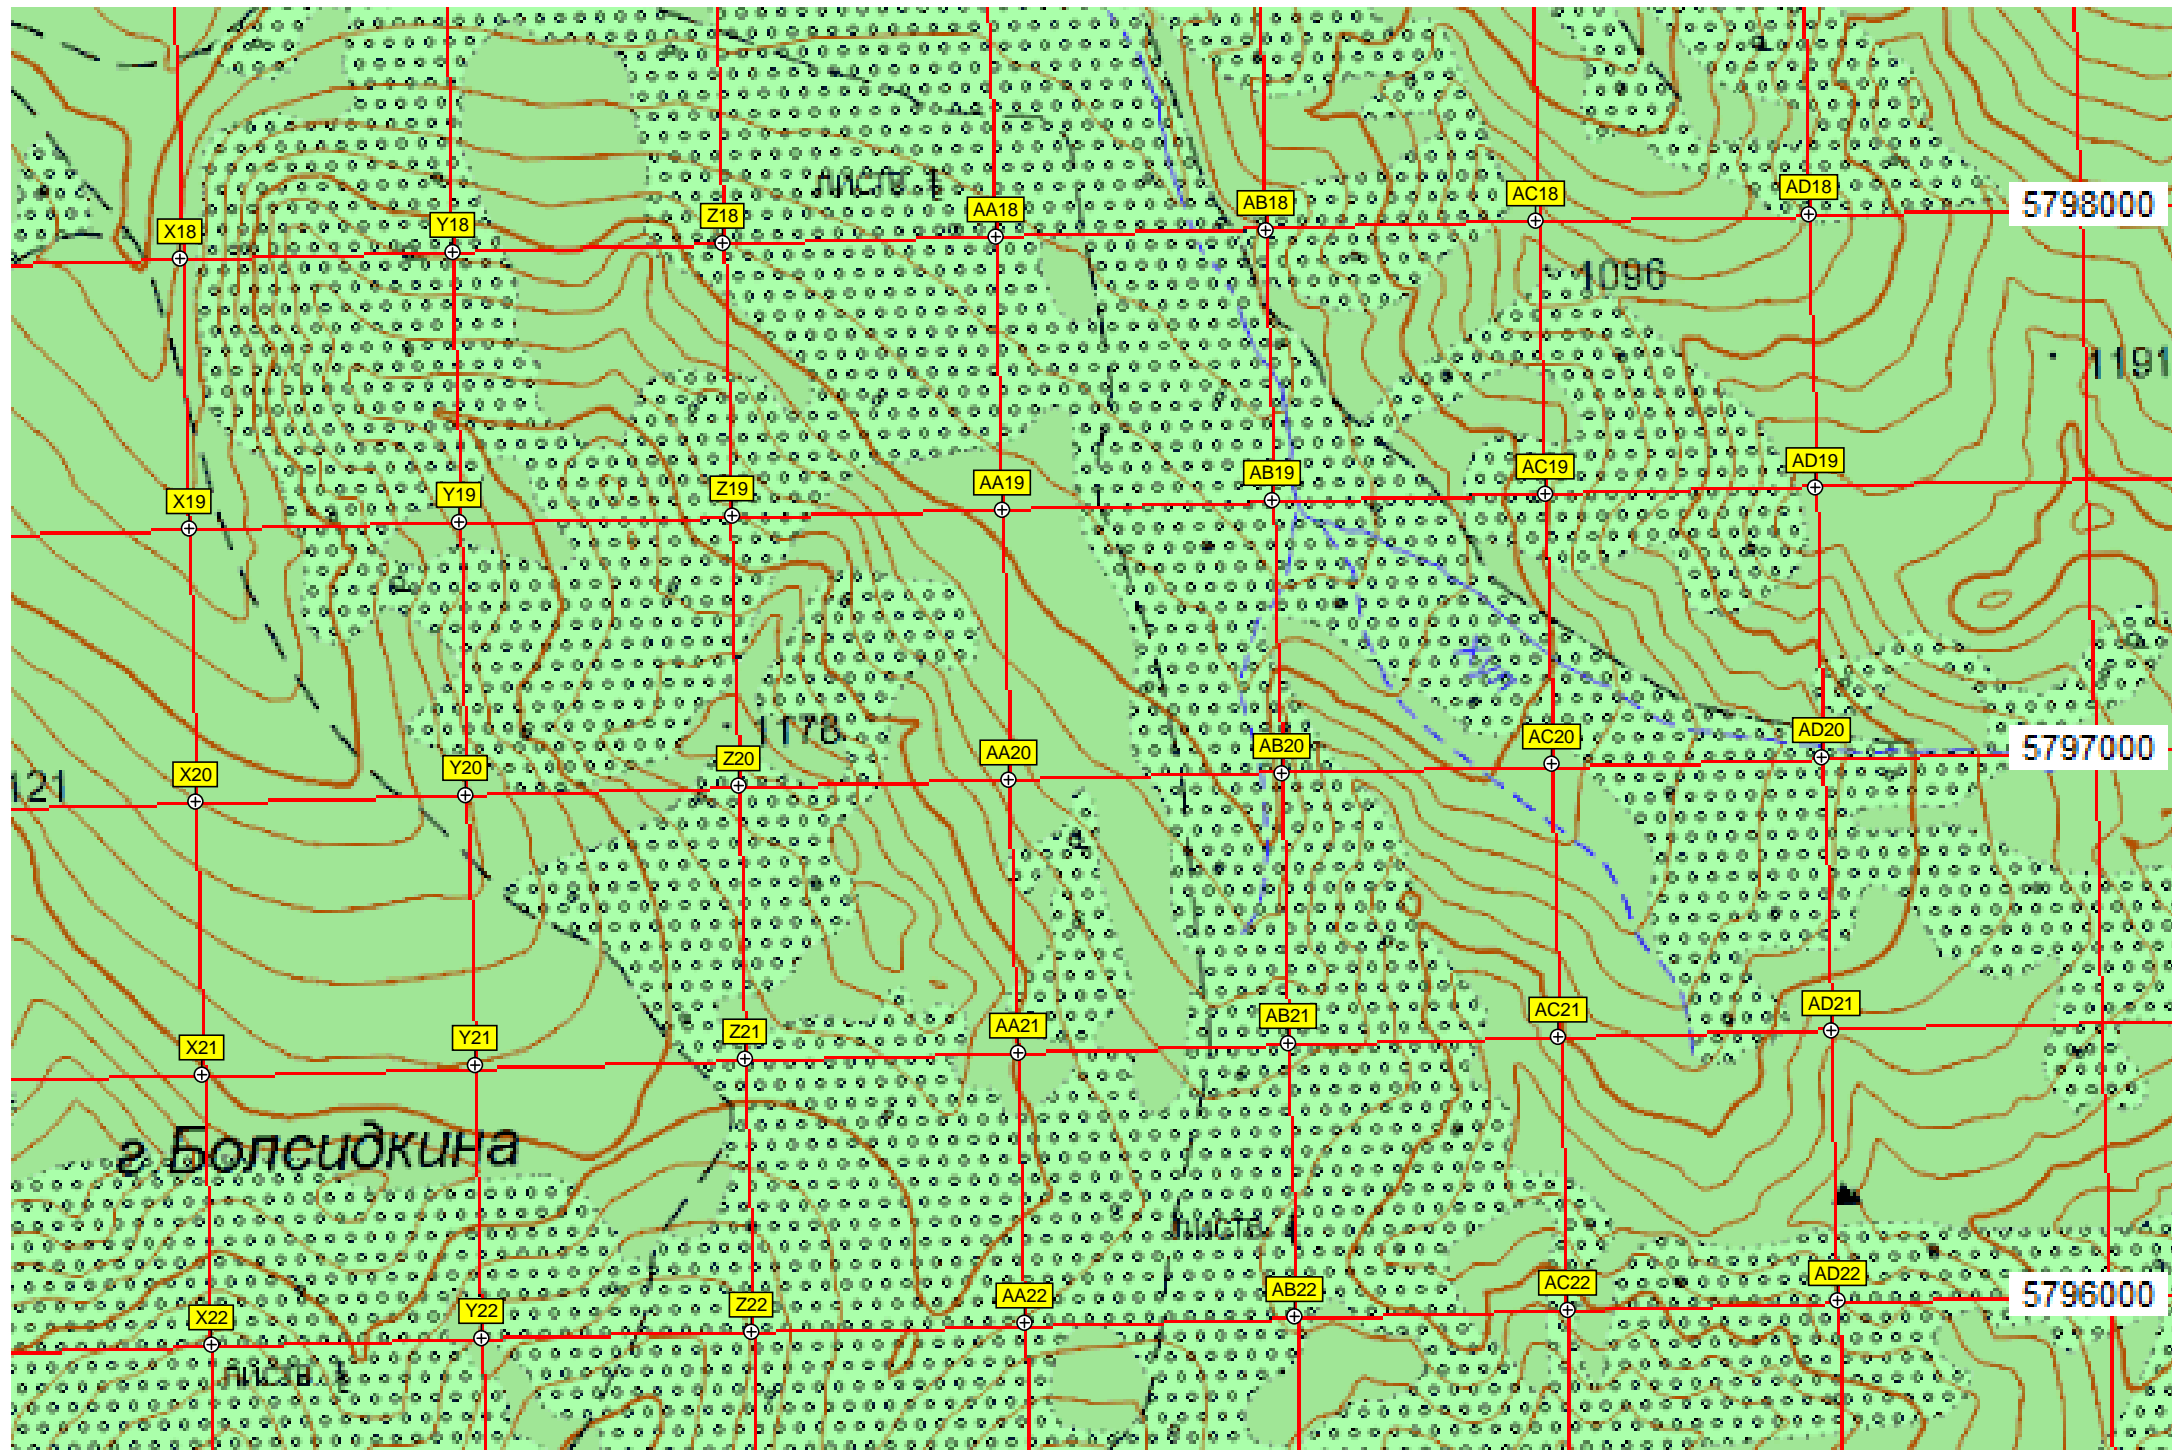 листв.
X18 Y18 Z18 AA18 AB18 AC18 AD18 5798000
1096
1191
X19 Y19 Z19 AA19 AB19 AC19 AD19
1178
X20 Y20 Z20 AA20 AB20 AC20 AD20 5797000
121
X21 Y21 Z21 AA21 AB21 AC21 AD21
г.Болсидкина
листв.
X22 Y22 Z22 AA22 AB22 AC22 AD22 5796000
листв.